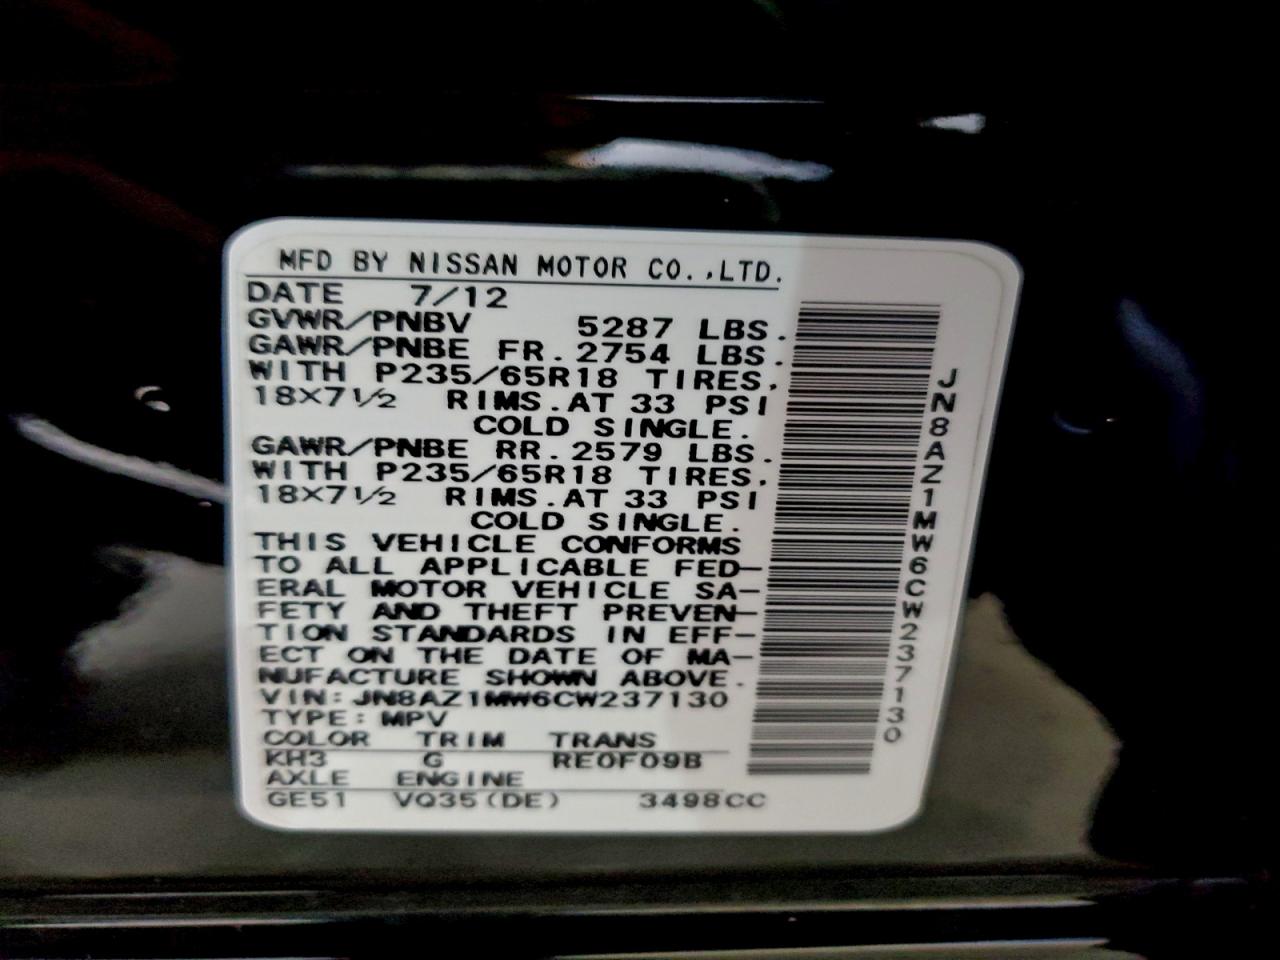 MFD BY NISSAN MOTOR CO.,LTD.
DATE 7/12
GVWR/PNBV 5287 LBS.
GAWR/PNBE FR.2754 LBS.
WITH P235/65R18 TIRES,
18X7 1/2 RIMS.AT 33 PSI
COLD SINGLE.
GAWR/PNBE RR.2579 LBS.
WITH P235/65R18 TIRES,
18X7 1/2 RIMS.AT 33 PSI
COLD SINGLE.
THIS VEHICLE CONFORMS
TO ALL APPLICABLE FED-
ERAL MOTOR VEHICLE SA-
FETY AND THEFT PREVEN-
TION STANDARDS IN EFF-
ECT ON THE DATE OF MA-
NUFACTURE SHOWN ABOVE.
VIN: JN8AZ1MW6CW237130
TYPE: MPV
COLOR TRIM TRANS
KH3 G RE0F09B
AXLE ENGINE
GE51 VQ35(DE) 3498CC
JN8AZ1MW6CW237130